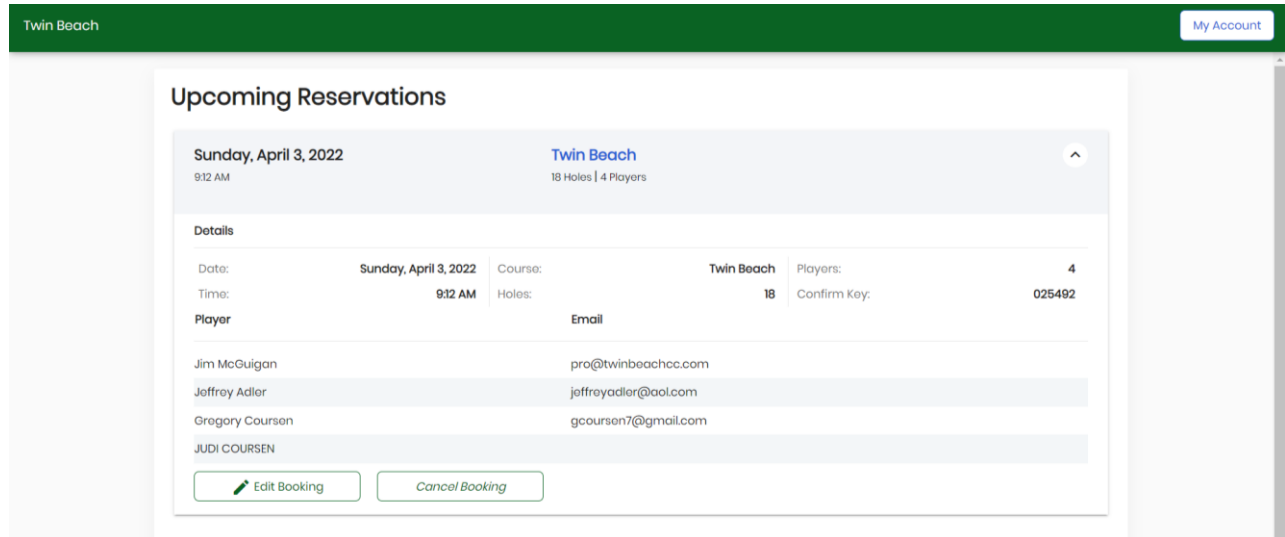 Twin Beach
My Account
Upcoming Reservations
Sunday, April 3, 2022 Twin Beach
9:12 AM 18 Holes | 4 Players
Details
Date: Sunday, April 3, 2022 Course: Twin Beach Players: 4
Time: 9:12 AM Holes: 18 Confirm Key: 025492
Player Email
Jim McGuigan pro@twinbeachcc.com
Jeffrey Adler jeffreyadler@aol.com
Gregory Coursen gcoursen7@gmail.com
JUDI COURSEN
Edit Booking Cancel Booking